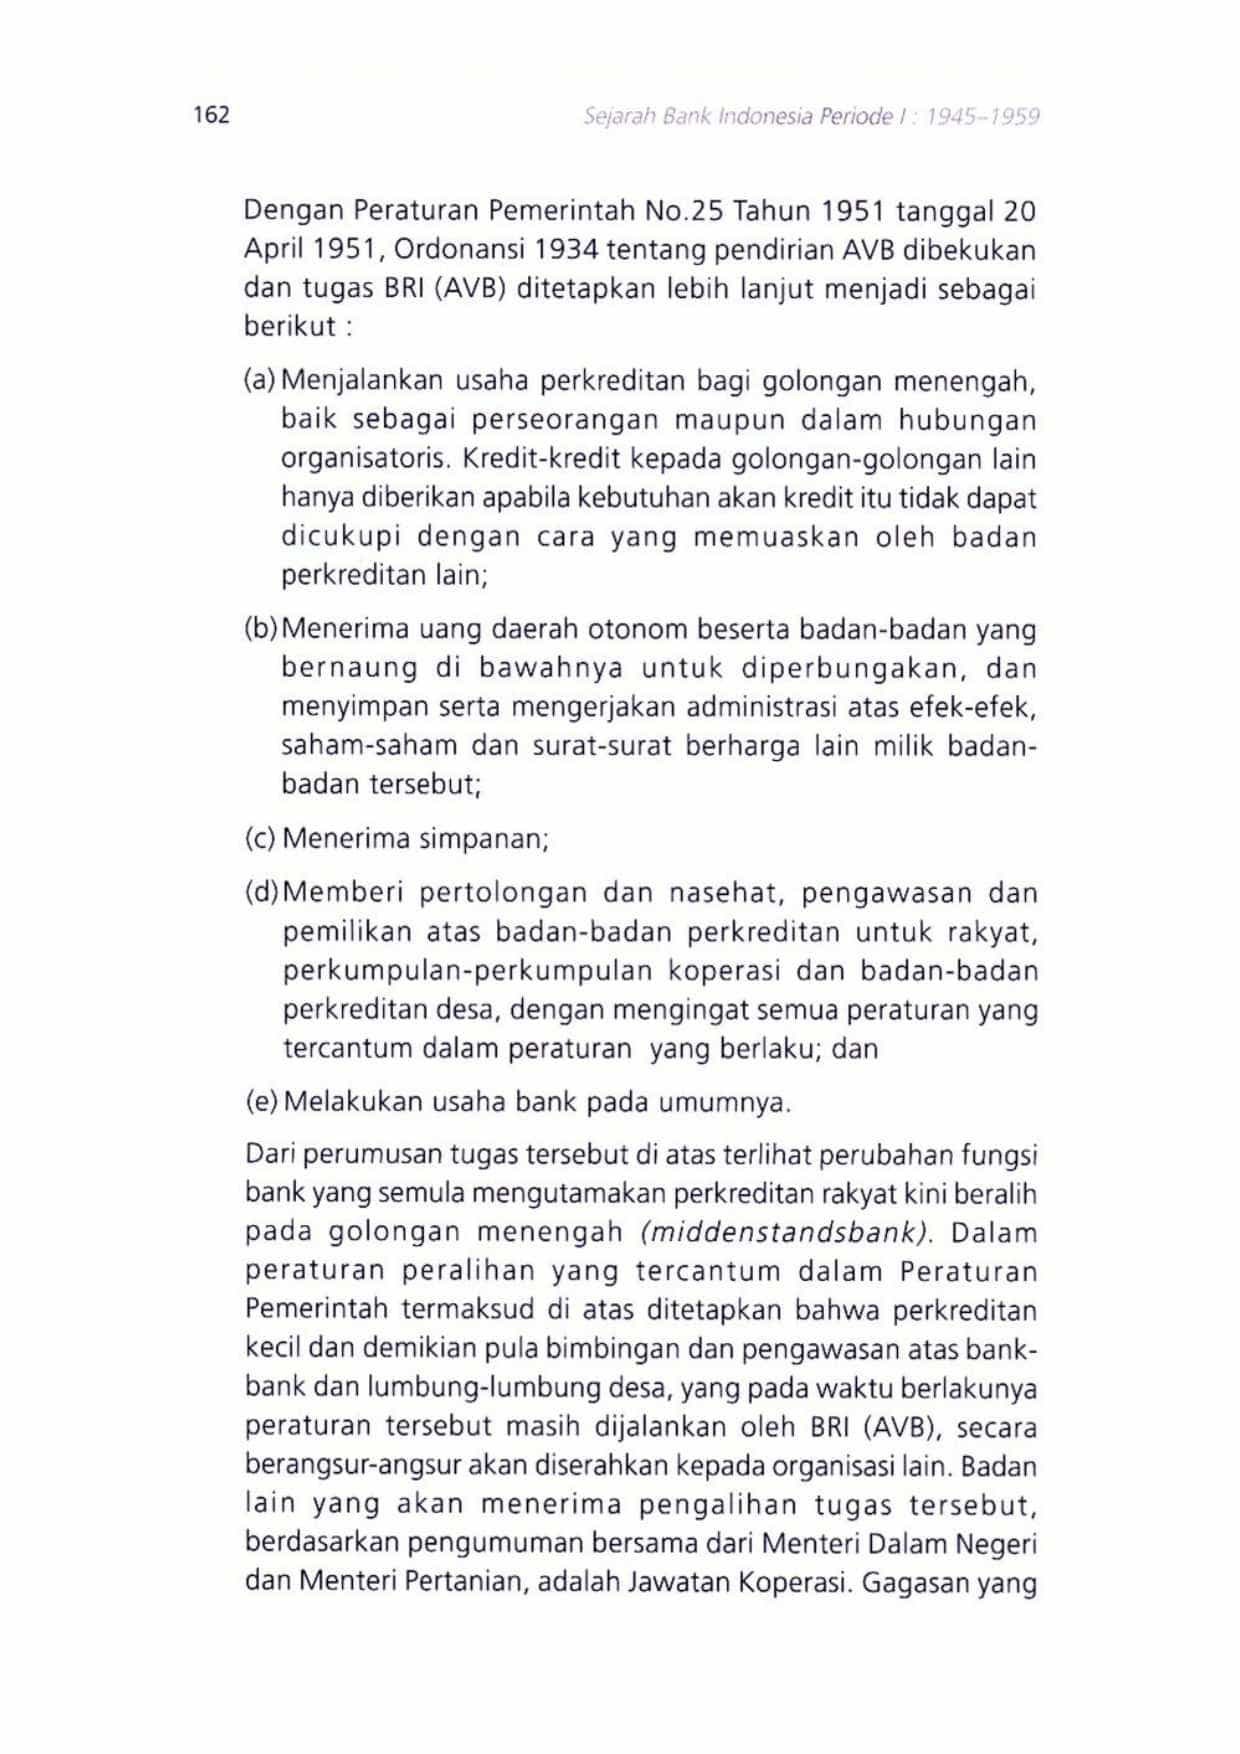 162
Sejarah Bank Indonesia Periode I : 1945–1959
Dengan Peraturan Pemerintah No.25 Tahun 1951 tanggal 20
April 1951, Ordonansi 1934 tentang pendirian AVB dibekukan
dan tugas BRI (AVB) ditetapkan lebih lanjut menjadi sebagai
berikut :
(a) Menjalankan usaha perkreditan bagi golongan menengah,
baik sebagai perseorangan maupun dalam hubungan
organisatoris. Kredit-kredit kepada golongan-golongan lain
hanya diberikan apabila kebutuhan akan kredit itu tidak dapat
dicukupi dengan cara yang memuaskan oleh badan
perkreditan lain;
(b) Menerima uang daerah otonom beserta badan-badan yang
bernaung di bawahnya untuk diperbungakan, dan
menyimpan serta mengerjakan administrasi atas efek-efek,
saham-saham dan surat-surat berharga lain milik badan-
badan tersebut;
(c) Menerima simpanan;
(d) Memberi pertolongan dan nasehat, pengawasan dan
pemilikan atas badan-badan perkreditan untuk rakyat,
perkumpulan-perkumpulan koperasi dan badan-badan
perkreditan desa, dengan mengingat semua peraturan yang
tercantum dalam peraturan yang berlaku; dan
(e) Melakukan usaha bank pada umumnya.
Dari perumusan tugas tersebut di atas terlihat perubahan fungsi
bank yang semula mengutamakan perkreditan rakyat kini beralih
pada golongan menengah (middenstandsbank). Dalam
peraturan peralihan yang tercantum dalam Peraturan
Pemerintah termaksud di atas ditetapkan bahwa perkreditan
kecil dan demikian pula bimbingan dan pengawasan atas bank-
bank dan lumbung-lumbung desa, yang pada waktu berlakunya
peraturan tersebut masih dijalankan oleh BRI (AVB), secara
berangsur-angsur akan diserahkan kepada organisasi lain. Badan
lain yang akan menerima pengalihan tugas tersebut,
berdasarkan pengumuman bersama dari Menteri Dalam Negeri
dan Menteri Pertanian, adalah Jawatan Koperasi. Gagasan yang